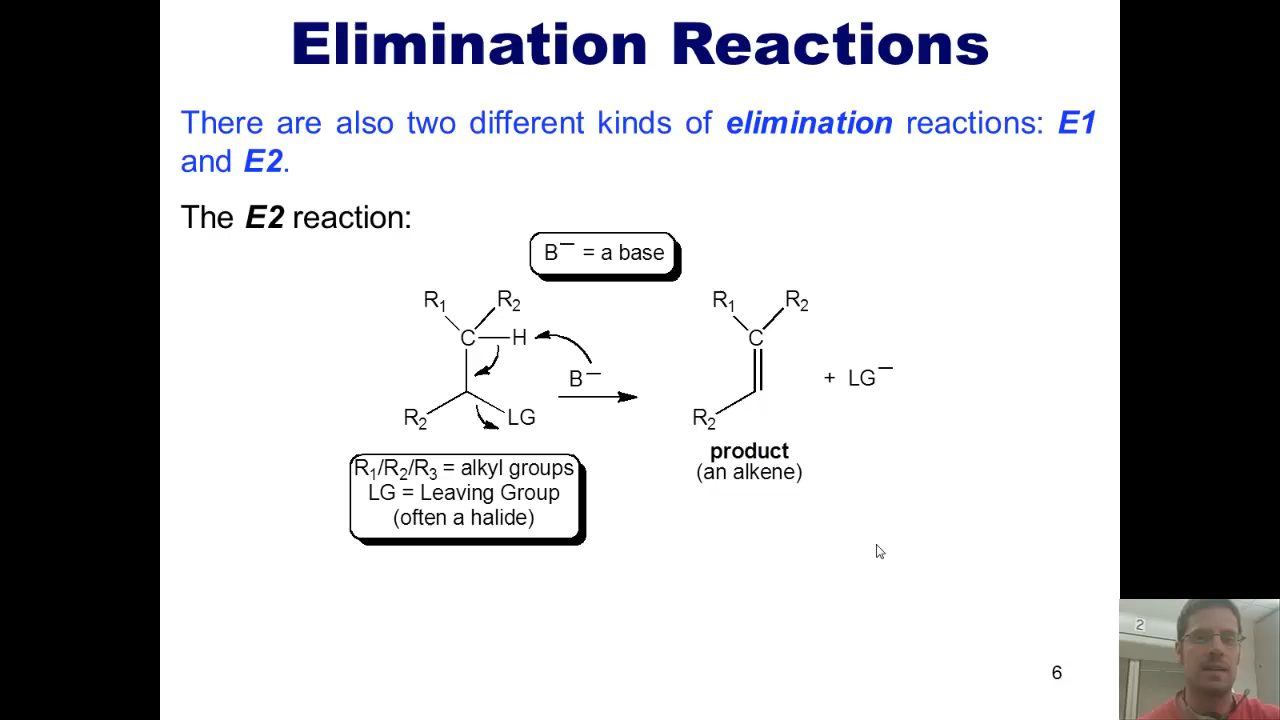 Elimination Reactions
There are also two different kinds of elimination reactions: E1
and E2.
The E2 reaction:
B⁻ = a base
R₁ R₂
C H
B⁻
R₂ LG
R₁ R₂
C
+ LG⁻
R₂
R₁/R₂/R₃ = alkyl groups
LG = Leaving Group
(often a halide)
product
(an alkene)
2
6